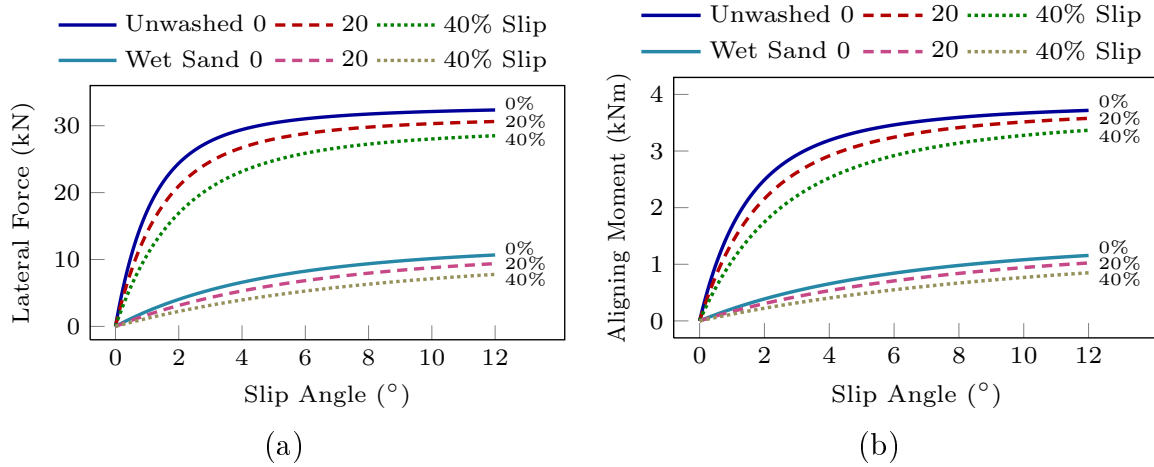 Unwashed 0 20 40% Slip
Wet Sand 0 20 40% Slip
Lateral Force (kN)
30
20
10
0
0%
20%
40%
0%
20%
40%
0 2 4 6 8 10 12
Slip Angle (°)
(a)
Unwashed 0 20 40% Slip
Wet Sand 0 20 40% Slip
Aligning Moment (kNm)
4
3
2
1
0
0%
20%
40%
0%
20%
40%
0 2 4 6 8 10 12
Slip Angle (°)
(b)